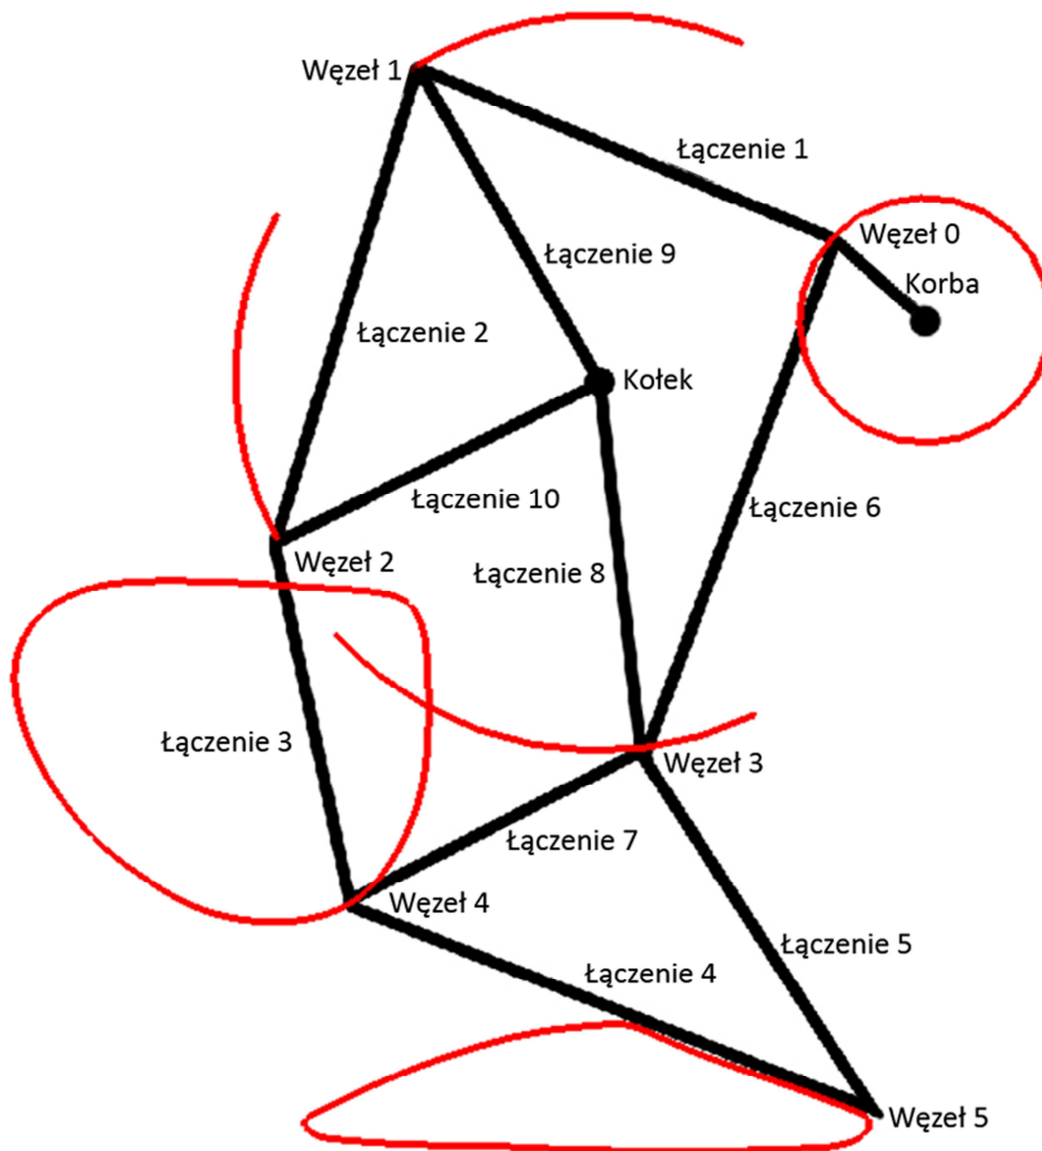 Węzeł 1
Łączenie 1
Węzeł 0
Łączenie 9
Korba
Łączenie 2
Kołek
Łączenie 10
Łączenie 6
Węzeł 2
Łączenie 8
Łączenie 3
Węzeł 3
Łączenie 7
Węzeł 4
Łączenie 5
Łączenie 4
Węzeł 5